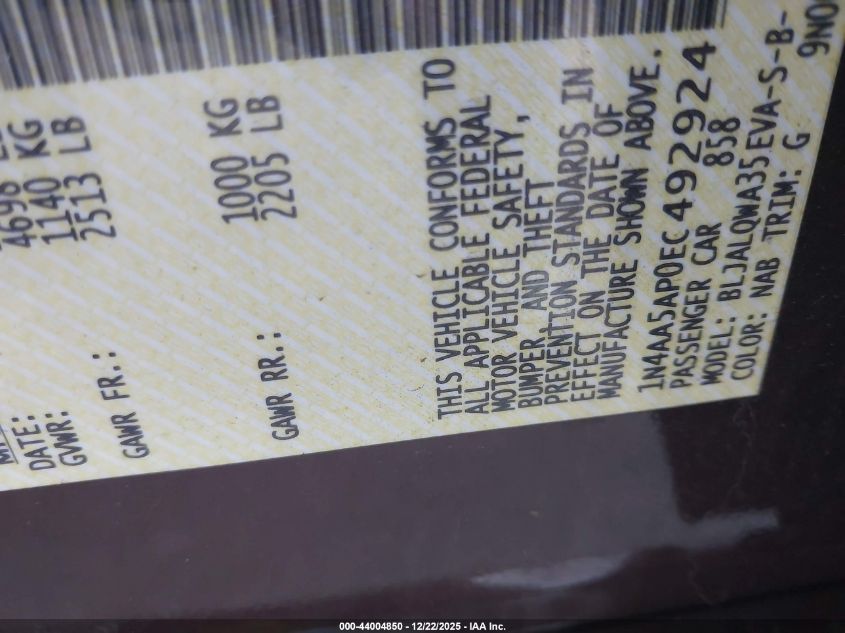 DATE:
GVWR: 4698
GAWR FR.: 1140 KG
2513 LB
GAWR RR.: 1000 KG
2205 LB
THIS VEHICLE CONFORMS TO
ALL APPLICABLE FEDERAL
MOTOR VEHICLE SAFETY,
BUMPER AND THEFT
PREVENTION STANDARDS IN
EFFECT ON THE DATE OF
MANUFACTURE SHOWN ABOVE.
1N4AA5AP0EC492924
PASSENGER CAR 858
MODEL: BLJALQWA35EVA-S-B-
COLOR: NAB TRIM: G 9N0
000-44004850 - 12/22/2025 - IAA Inc.